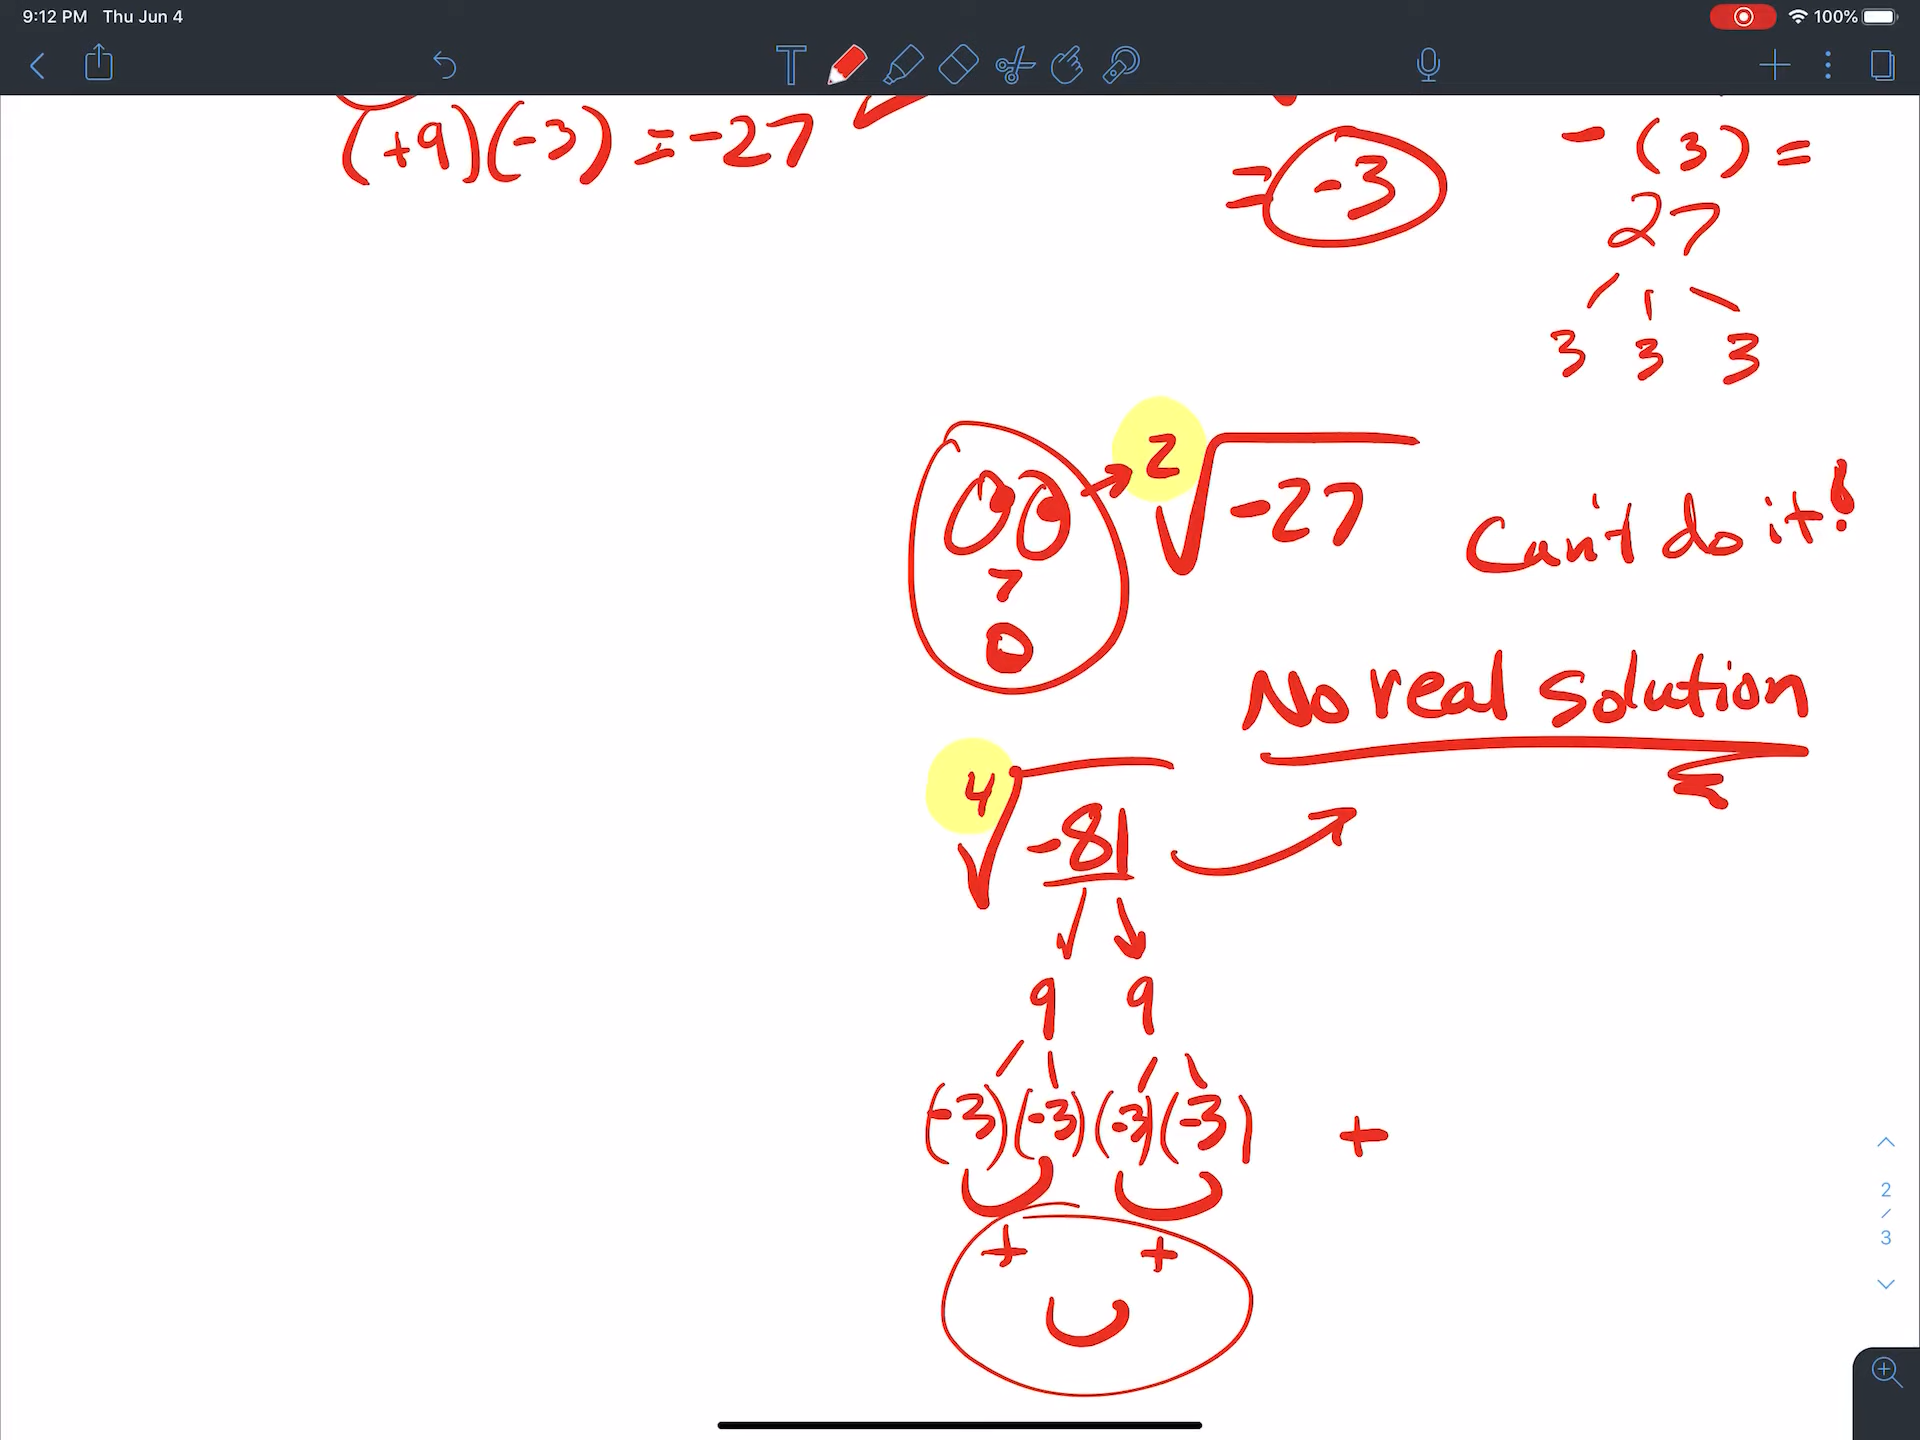 9:12 PM Thu Jun 4
100%
(+9)(-3) = -27
= -3
- (3) =
27
3 3 3
2√-27
Can't do it!
No real solution
4√-81
9 9
(-3)(-3)(-3)(-3) +
+ +
2
/
3